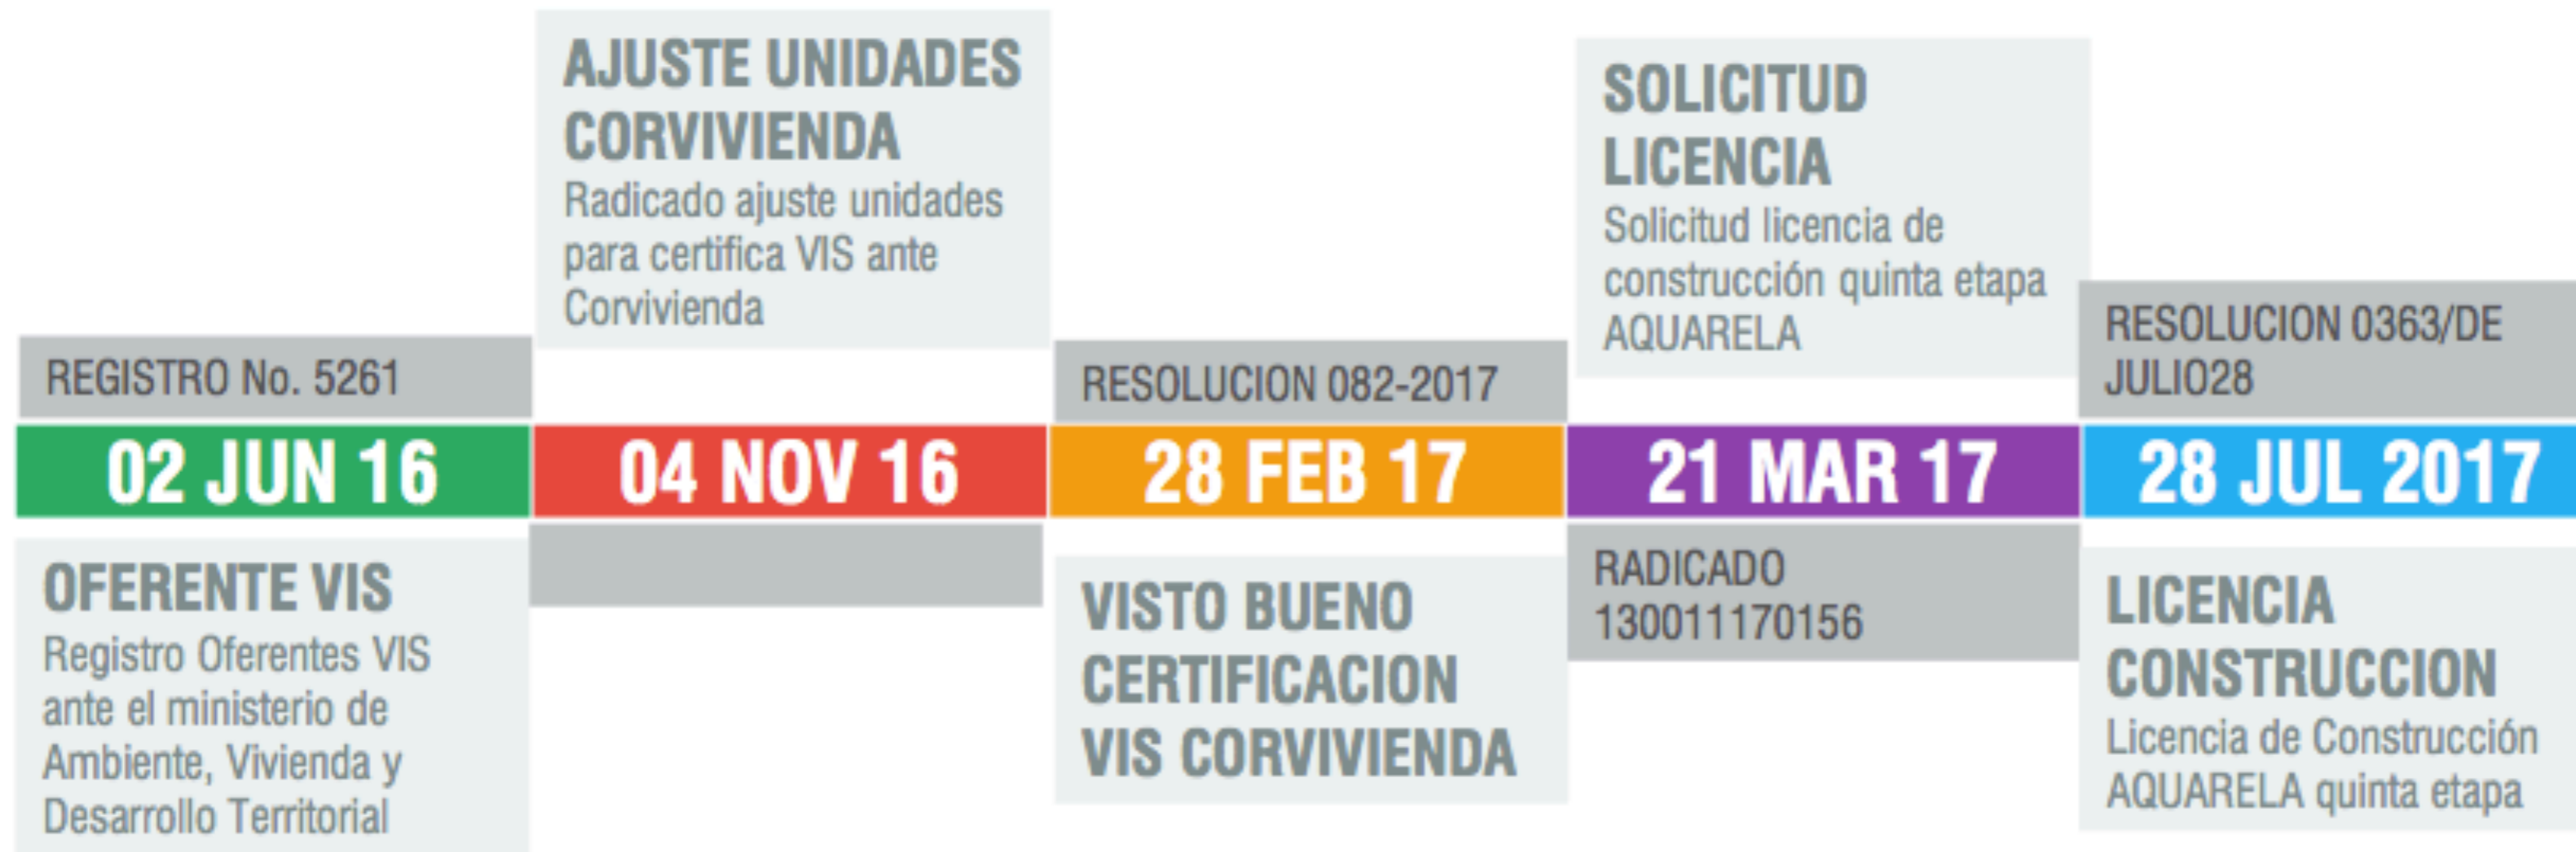 REGISTRO No. 5261
02 JUN 16
OFERENTE VIS
Registro Oferentes VIS
ante el ministerio de
Ambiente, Vivienda y
Desarrollo Territorial
AJUSTE UNIDADES
CORVIVIENDA
Radicado ajuste unidades
para certifica VIS ante
Corvivienda
04 NOV 16
RESOLUCION 082-2017
28 FEB 17
VISTO BUENO
CERTIFICACION
VIS CORVIVIENDA
SOLICITUD
LICENCIA
Solicitud licencia de
construcción quinta etapa
AQUARELA
21 MAR 17
RADICADO
130011170156
RESOLUCION 0363/DE
JULIO28
28 JUL 2017
LICENCIA
CONSTRUCCION
Licencia de Construcción
AQUARELA quinta etapa